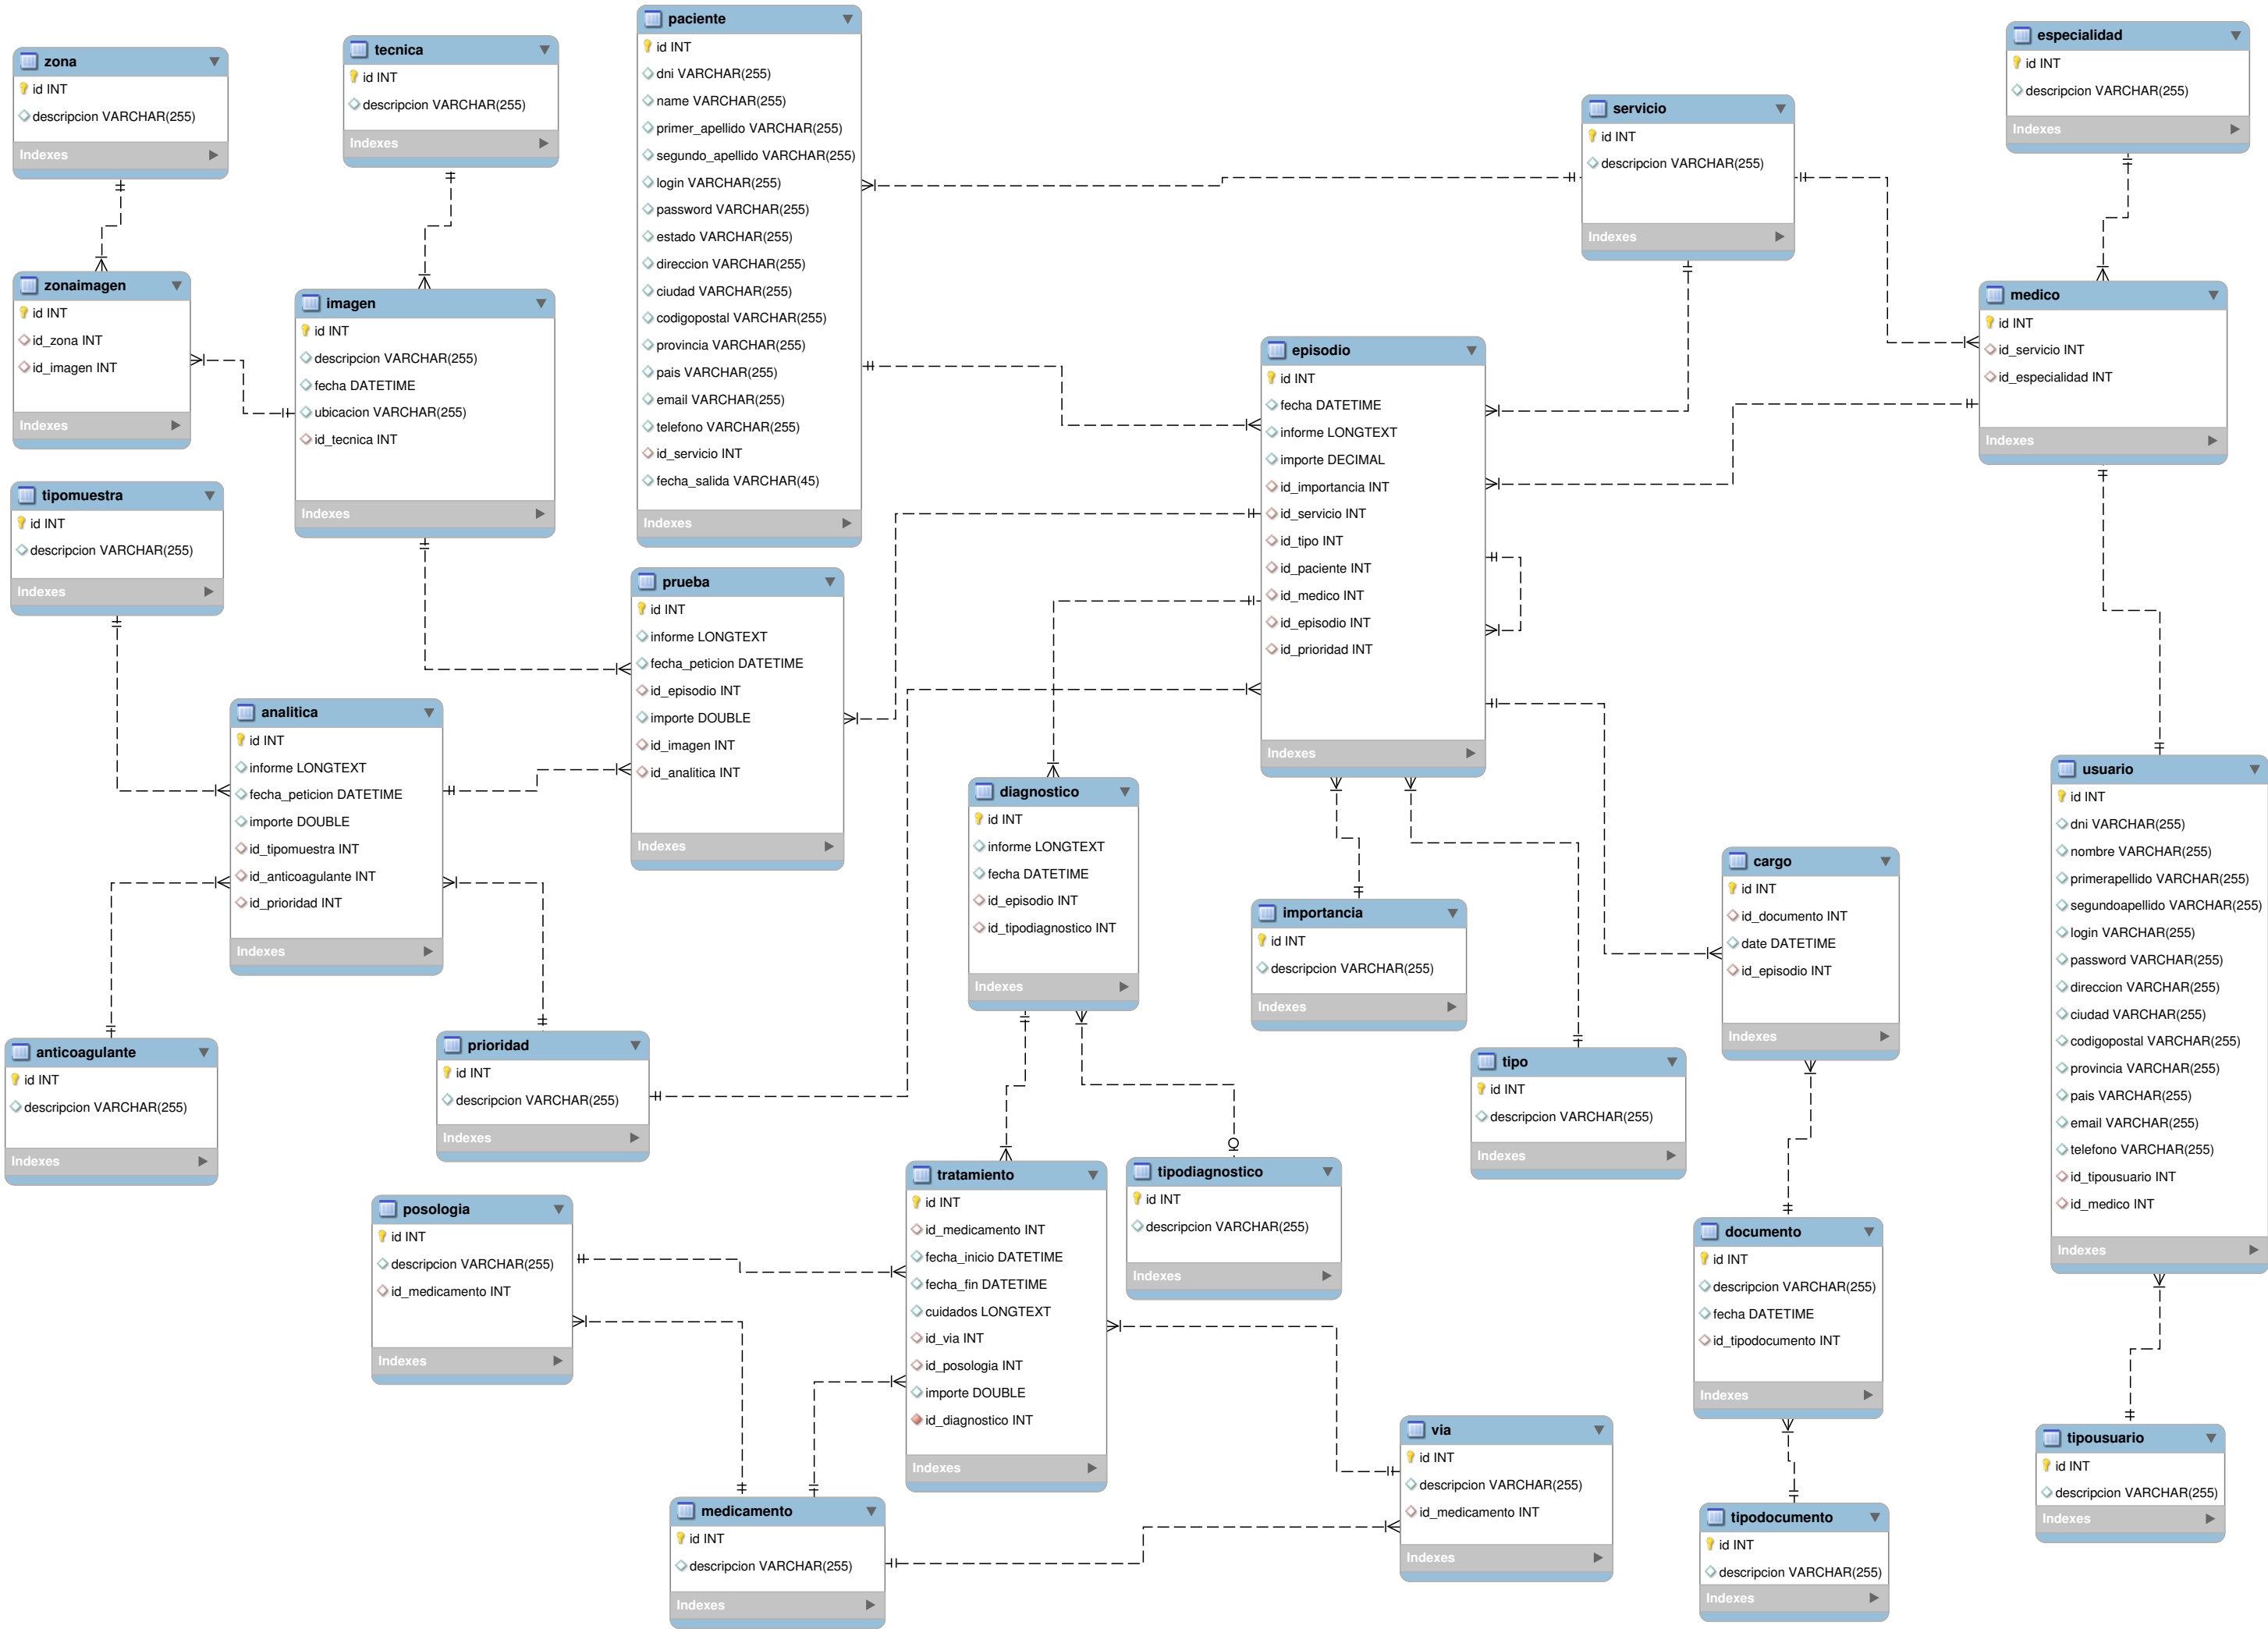 zona
id INT
descripcion VARCHAR(255)
Indexes
tecnica
id INT
descripcion VARCHAR(255)
Indexes
paciente
id INT
dni VARCHAR(255)
name VARCHAR(255)
primer_apellido VARCHAR(255)
segundo_apellido VARCHAR(255)
login VARCHAR(255)
password VARCHAR(255)
estado VARCHAR(255)
direccion VARCHAR(255)
ciudad VARCHAR(255)
codigopostal VARCHAR(255)
provincia VARCHAR(255)
pais VARCHAR(255)
email VARCHAR(255)
telefono VARCHAR(255)
id_servicio INT
fecha_salida VARCHAR(45)
Indexes
servicio
id INT
descripcion VARCHAR(255)
Indexes
especialidad
id INT
descripcion VARCHAR(255)
Indexes
zonaimagen
id INT
id_zona INT
id_imagen INT
Indexes
imagen
id INT
descripcion VARCHAR(255)
fecha DATETIME
ubicacion VARCHAR(255)
id_tecnica INT
Indexes
episodio
id INT
fecha DATETIME
informe LONGTEXT
importe DECIMAL
id_importancia INT
id_servicio INT
id_tipo INT
id_paciente INT
id_medico INT
id_episodio INT
id_prioridad INT
Indexes
medico
id INT
id_servicio INT
id_especialidad INT
Indexes
tipomuestra
id INT
descripcion VARCHAR(255)
Indexes
prueba
id INT
informe LONGTEXT
fecha_peticion DATETIME
id_episodio INT
importe DOUBLE
id_imagen INT
id_analitica INT
Indexes
analitica
id INT
informe LONGTEXT
fecha_peticion DATETIME
importe DOUBLE
id_tipomuestra INT
id_anticoagulante INT
id_prioridad INT
Indexes
diagnostico
id INT
informe LONGTEXT
fecha DATETIME
id_episodio INT
id_tipodiagnostico INT
Indexes
importancia
id INT
descripcion VARCHAR(255)
Indexes
cargo
id INT
id_documento INT
date DATETIME
id_episodio INT
Indexes
usuario
id INT
dni VARCHAR(255)
nombre VARCHAR(255)
primerapellido VARCHAR(255)
segundoapellido VARCHAR(255)
login VARCHAR(255)
password VARCHAR(255)
direccion VARCHAR(255)
ciudad VARCHAR(255)
codigopostal VARCHAR(255)
provincia VARCHAR(255)
pais VARCHAR(255)
email VARCHAR(255)
telefono VARCHAR(255)
id_tipousuario INT
id_medico INT
Indexes
anticoagulante
id INT
descripcion VARCHAR(255)
Indexes
prioridad
id INT
descripcion VARCHAR(255)
Indexes
tipo
id INT
descripcion VARCHAR(255)
Indexes
posologia
id INT
descripcion VARCHAR(255)
id_medicamento INT
Indexes
tratamiento
id INT
id_medicamento INT
fecha_inicio DATETIME
fecha_fin DATETIME
cuidados LONGTEXT
id_via INT
id_posologia INT
importe DOUBLE
id_diagnostico INT
Indexes
tipodiagnostico
id INT
descripcion VARCHAR(255)
Indexes
documento
id INT
descripcion VARCHAR(255)
fecha DATETIME
id_tipodocumento INT
Indexes
medicamento
id INT
descripcion VARCHAR(255)
Indexes
via
id INT
descripcion VARCHAR(255)
id_medicamento INT
Indexes
tipodocumento
id INT
descripcion VARCHAR(255)
Indexes
tipousuario
id INT
descripcion VARCHAR(255)
Indexes